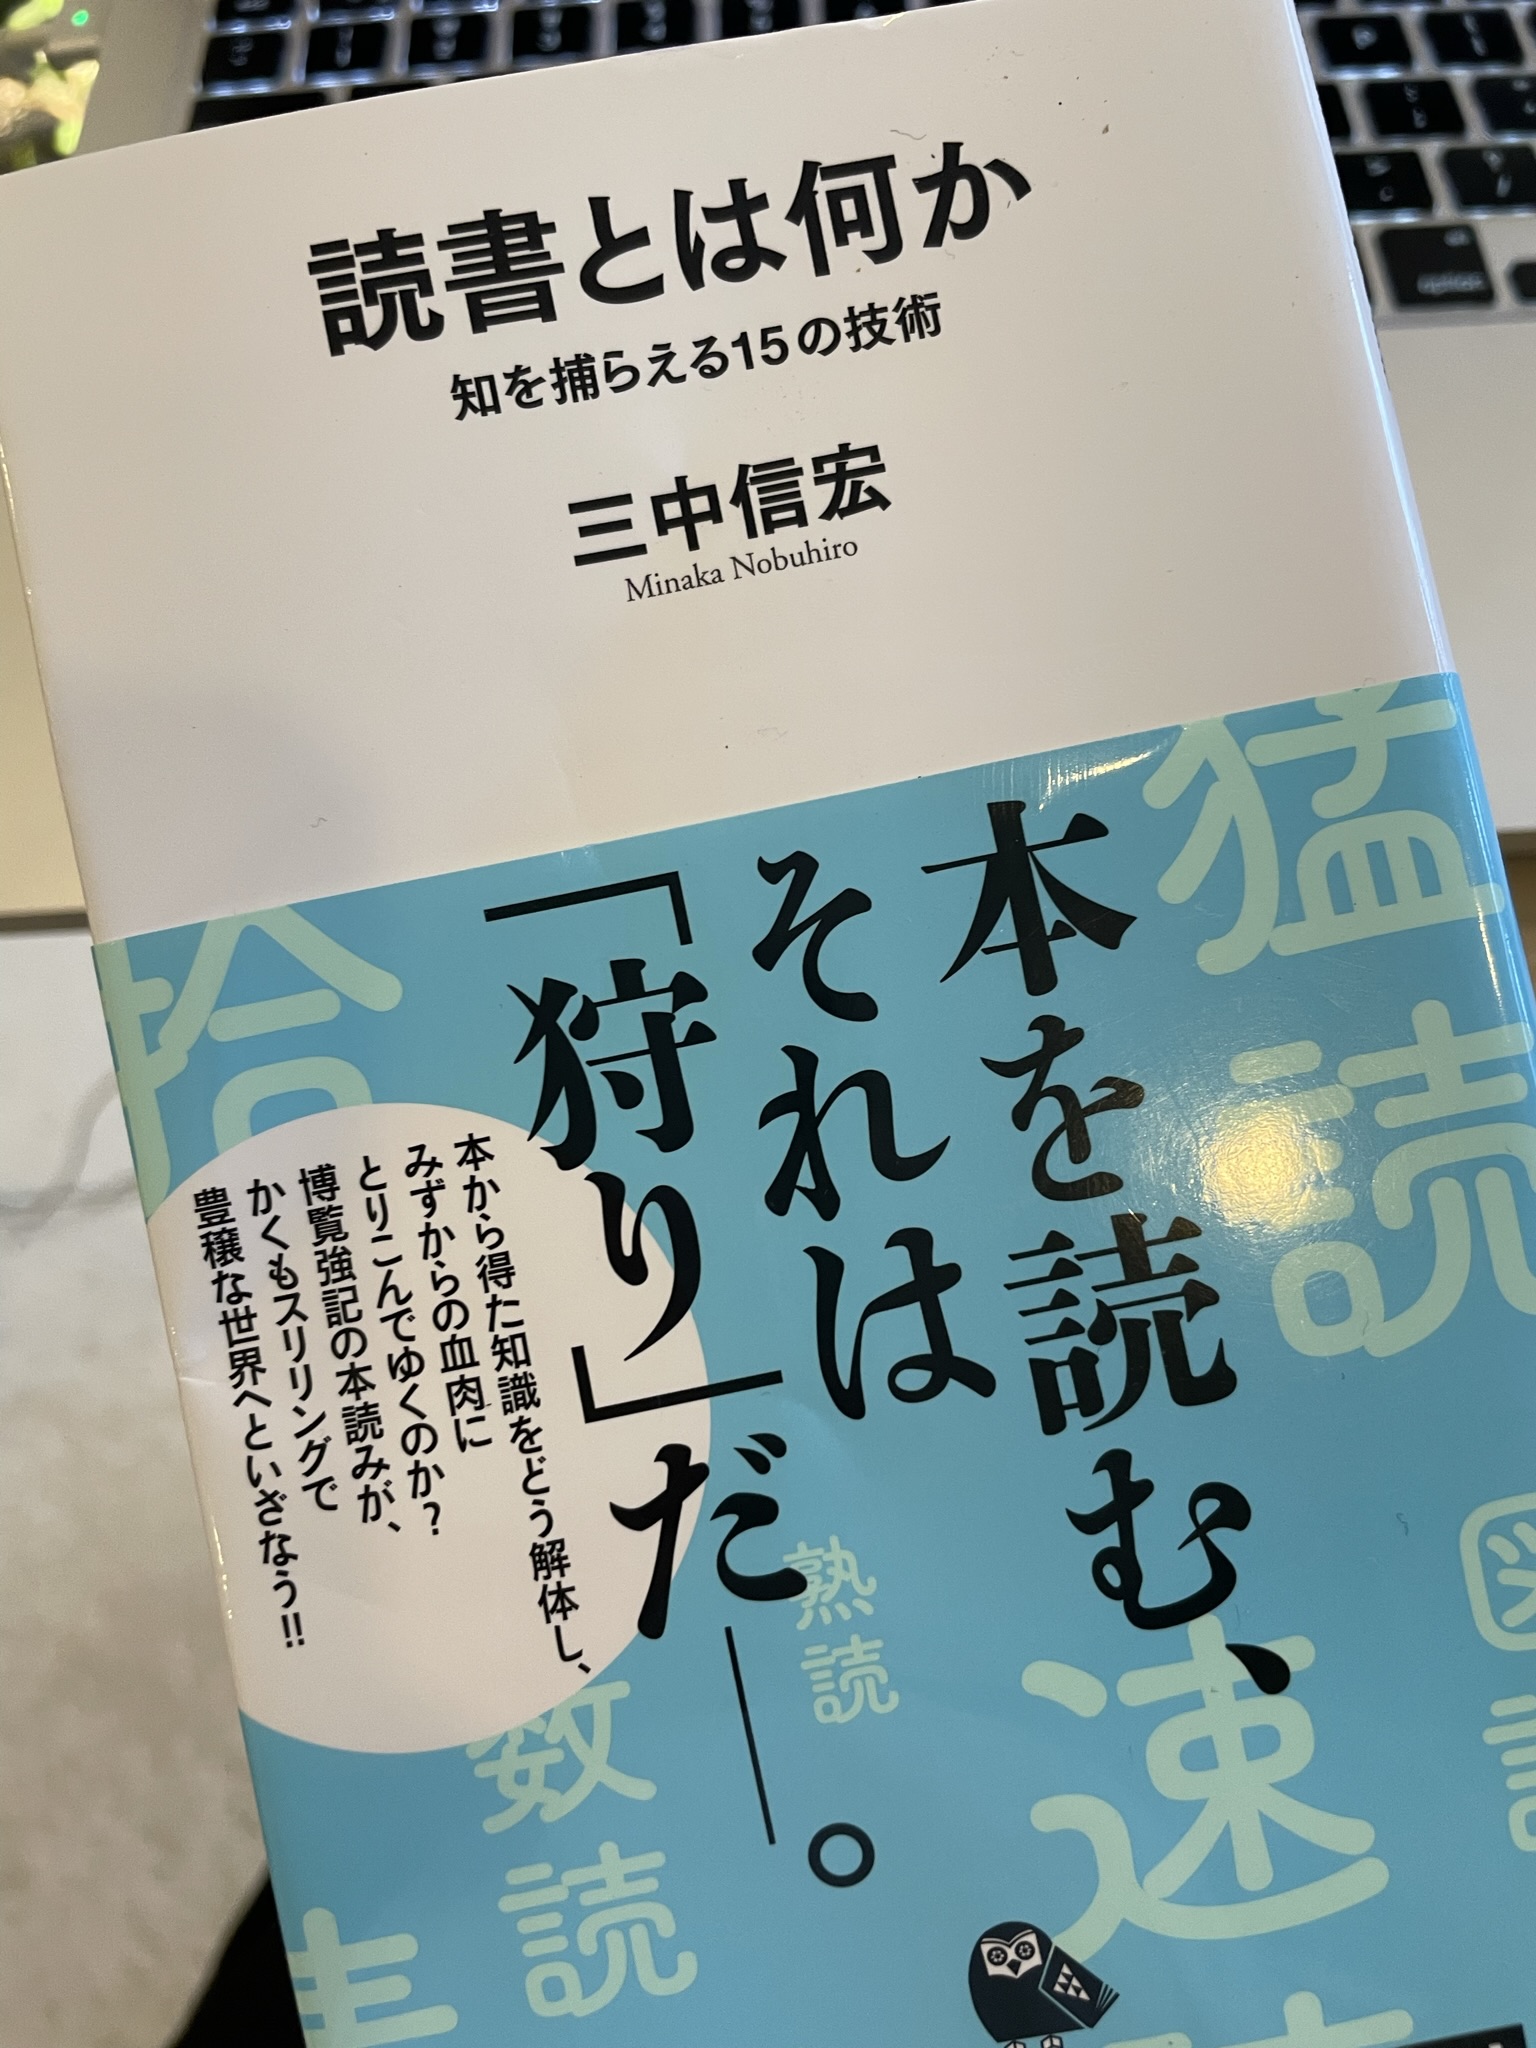 読書とは何か
知を捕らえる15の技術
三中信宏
Minaka Nobuhiro
本を読む、
それは
「狩り」だ──。
本から得た知識をどう解体し、
みずからの血肉に
とりこんでゆくのか?
博覧強記の本読みが、
かくもスリリングで
豊穣な世界へといざなう!!
猛読
拾
熟読
数読
速
図
option